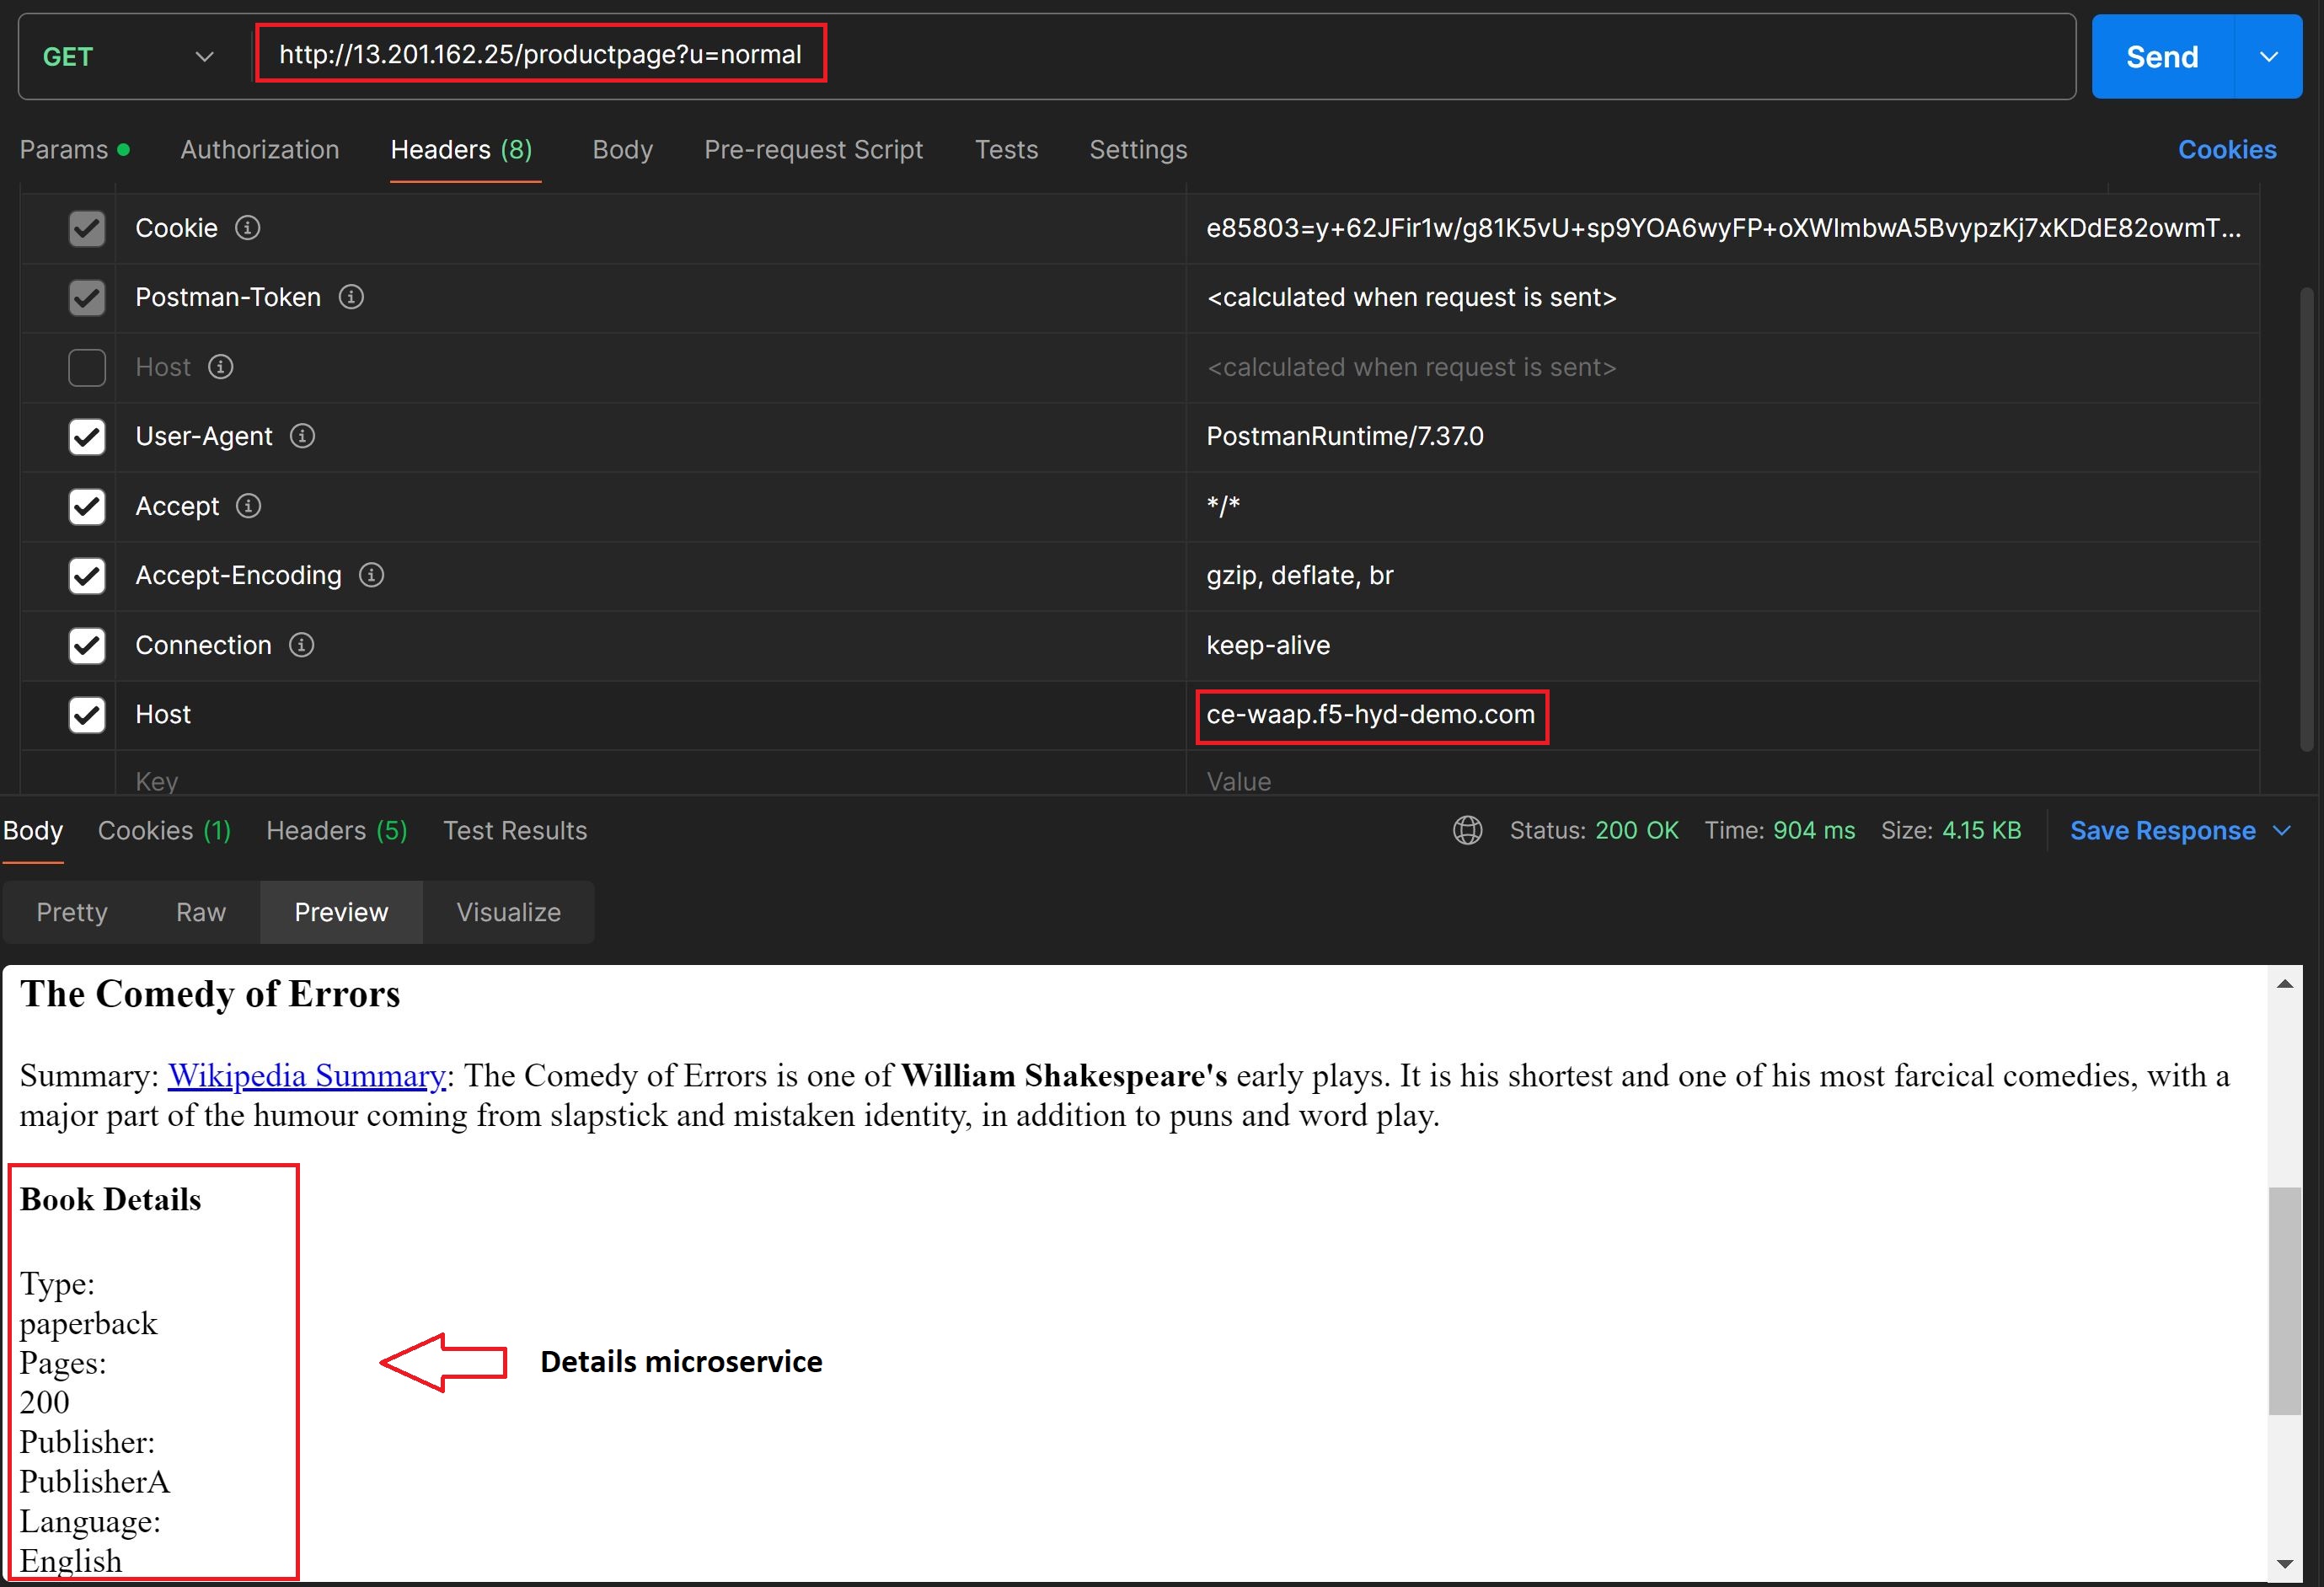 GET http://13.201.162.25/productpage?u=normal Send
Params Authorization Headers (8) Body Pre-request Script Tests Settings Cookies
Cookie e85803=y+62JFir1w/g81K5vU+sp9YOA6wyFP+oXWImbwA5BvypzKj7xKDdE82owmT...
Postman-Token <calculated when request is sent>
Host <calculated when request is sent>
User-Agent PostmanRuntime/7.37.0
Accept */*
Accept-Encoding gzip, deflate, br
Connection keep-alive
Host ce-waap.f5-hyd-demo.com
Key Value
Body Cookies (1) Headers (5) Test Results Status: 200 OK Time: 904 ms Size: 4.15 KB Save Response
Pretty Raw Preview Visualize
The Comedy of Errors
Summary: Wikipedia Summary: The Comedy of Errors is one of William Shakespeare's early plays. It is his shortest and one of his most farcical comedies, with a
major part of the humour coming from slapstick and mistaken identity, in addition to puns and word play.
Book Details
Type:
paperback
Pages:
Details microservice
200
Publisher:
PublisherA
Language:
English